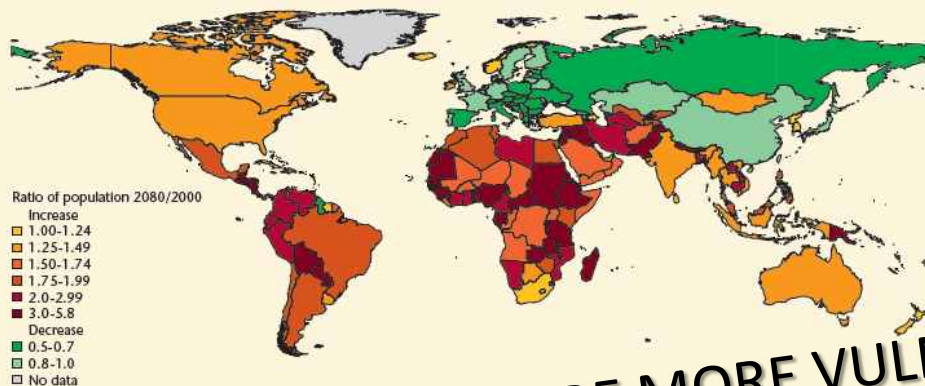 Ratio of population 2080/2000
Increase
1.00-1.24
1.25-1.49
1.50-1.74
1.75-1.99
2.0-2.99
3.0-5.8
Decrease
0.5-0.7
0.8-1.0
No data
MORE